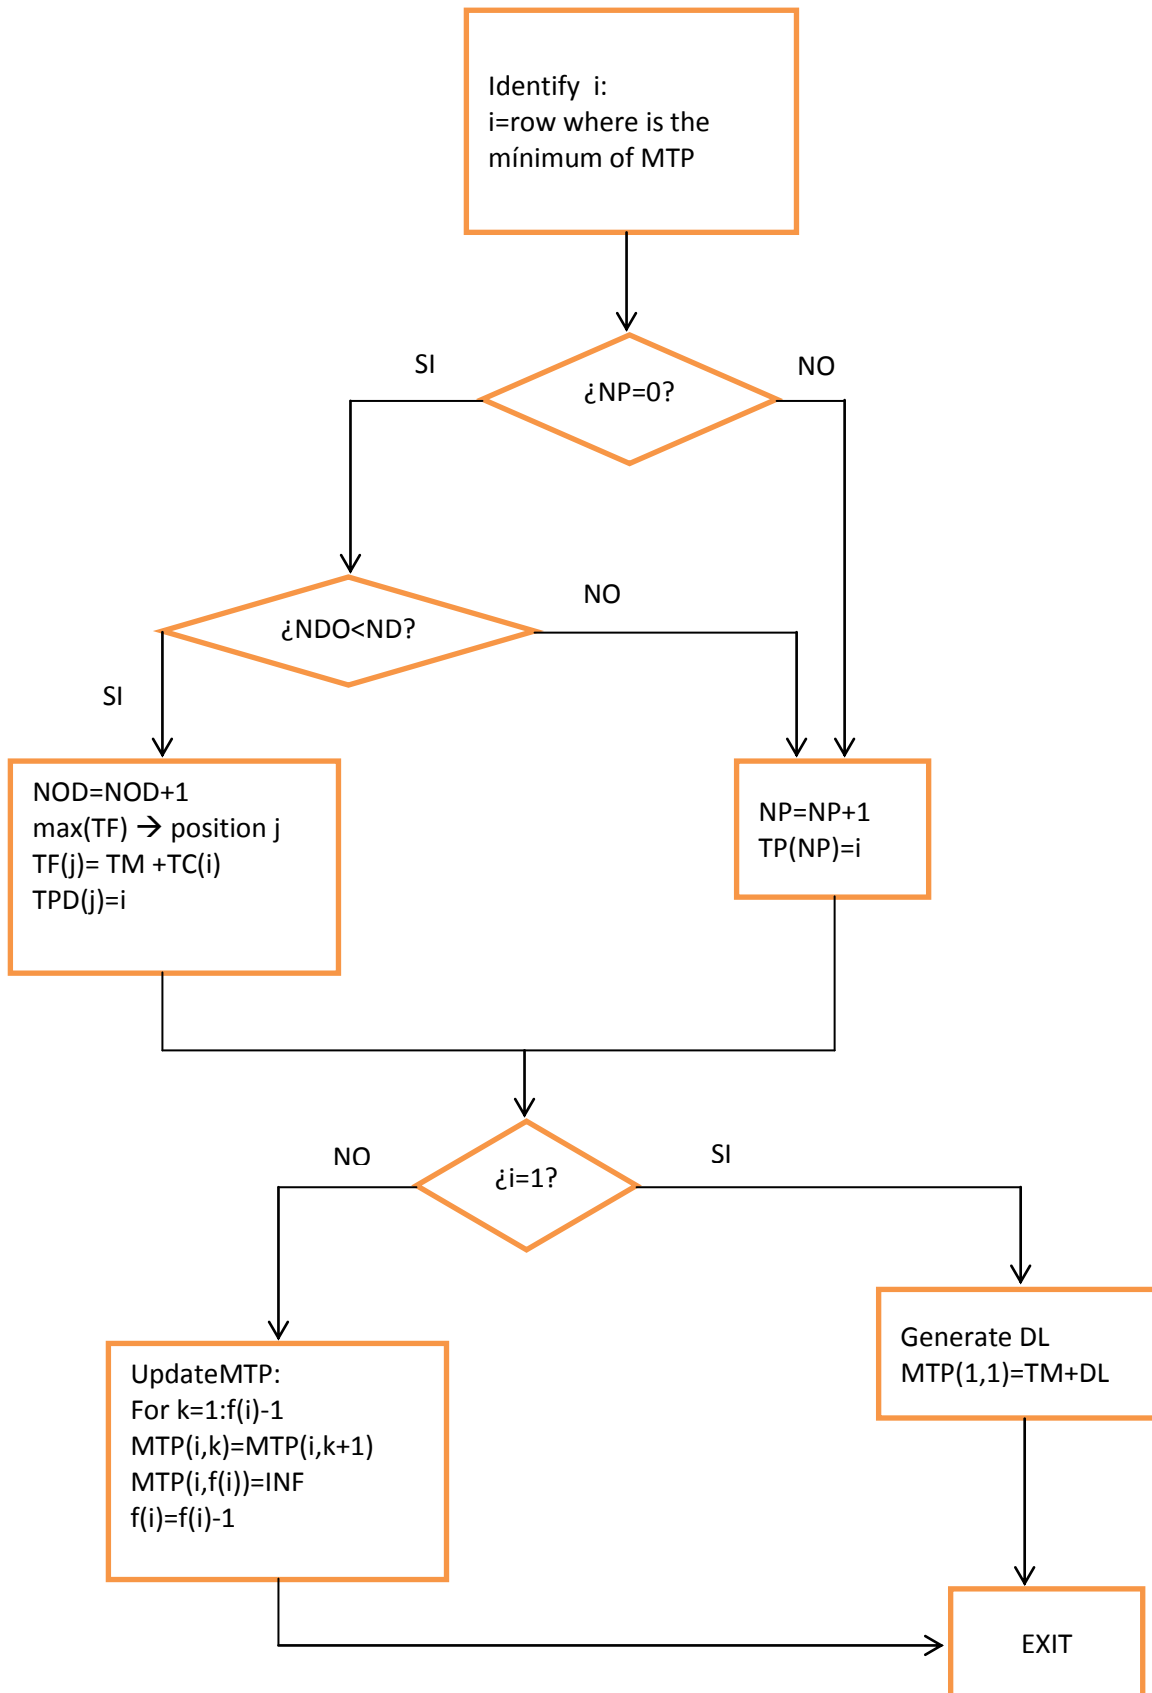 Identify  i:
i=row where is the
mínimum of MTP
SI
NO
¿NP=0?
NO
¿NDO<ND?
SI
NOD=NOD+1
max(TF) → position j
TF(j)= TM +TC(i)
TPD(j)=i
NP=NP+1
TP(NP)=i
NO
SI
¿i=1?
UpdateMTP:
For k=1:f(i)-1
MTP(i,k)=MTP(i,k+1)
MTP(i,f(i))=INF
f(i)=f(i)-1
Generate DL
MTP(1,1)=TM+DL
EXIT